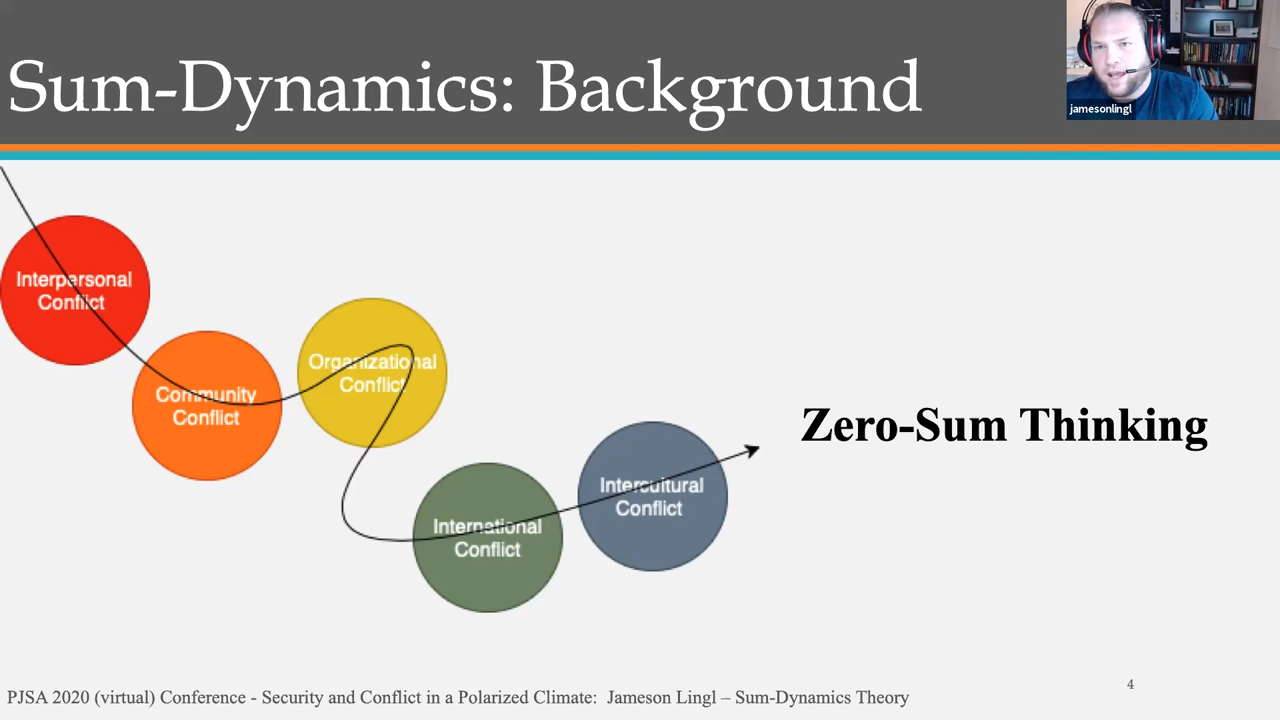 Sum-Dynamics: Background
jamesonlingl
Interpersonal
Conflict
Community
Conflict
Organizational
Conflict
International
Conflict
Intercultural
Conflict
Zero-Sum Thinking
PJSA 2020 (virtual) Conference - Security and Conflict in a Polarized Climate: Jameson Lingl – Sum-Dynamics Theory
4